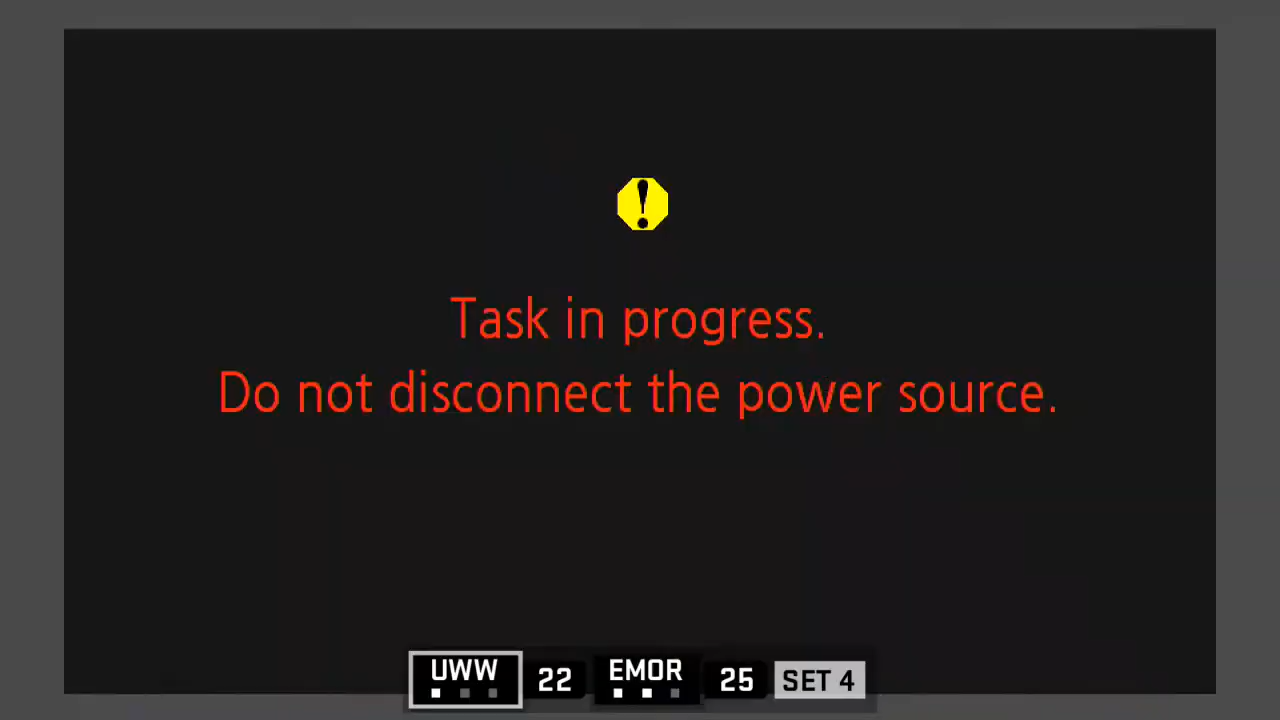 !
Task in progress.
Do not disconnect the power source.
UWW 22 EMOR 25 SET 4